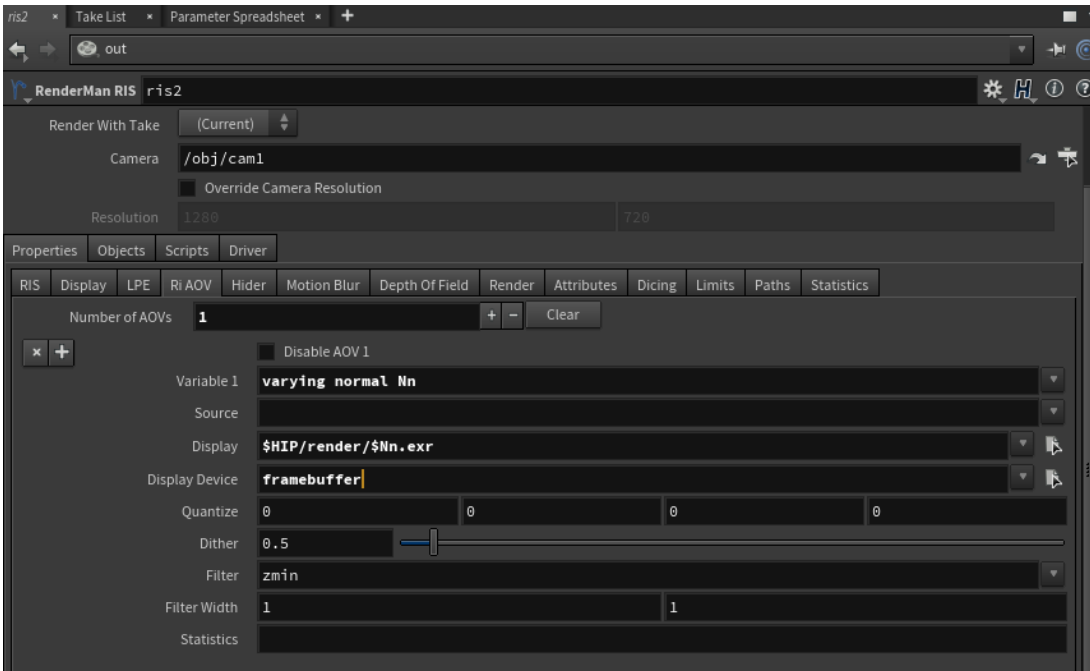 ris2 × Take List × Parameter Spreadsheet × +
out
RenderMan RIS ris2
Render With Take (Current)
Camera /obj/cam1
Override Camera Resolution
Resolution 1280 720
Properties Objects Scripts Driver
RIS Display LPE Ri AOV Hider Motion Blur Depth Of Field Render Attributes Dicing Limits Paths Statistics
Number of AOVs 1 + - Clear
× + Disable AOV 1
Variable 1 varying normal Nn
Source
Display $HIP/render/$Nn.exr
Display Device framebuffer
Quantize 0 0 0 0
Dither 0.5
Filter zmin
Filter Width 1 1
Statistics